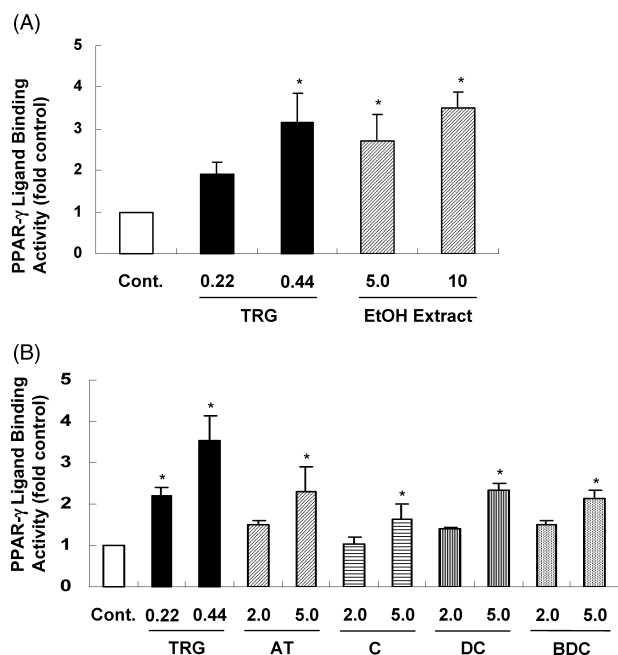 (A)
PPAR-γ Ligand Binding
Activity (fold control)
5
4
3
2
1
0
* * *
Cont. 0.22 0.44 5.0 10
TRG EtOH Extract
(B)
PPAR-γ Ligand Binding
Activity (fold control)
5
4
3
2
1
0
* * * * * *
Cont. 0.22 0.44 2.0 5.0 2.0 5.0 2.0 5.0 2.0 5.0
TRG AT C DC BDC